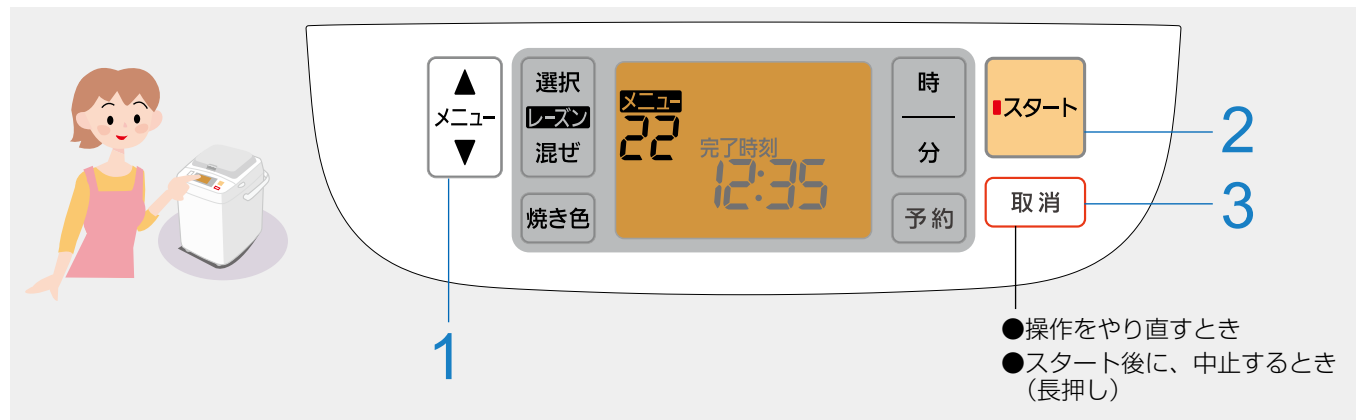 ▲
メニュー
▼
選択
レーズン
混ぜ
焼き色
メニュー
22
完了時刻
12:35
時
分
予約
スタート
取消
1
2
3
●操作をやり直すとき
●スタート後に、中止するとき
（長押し）